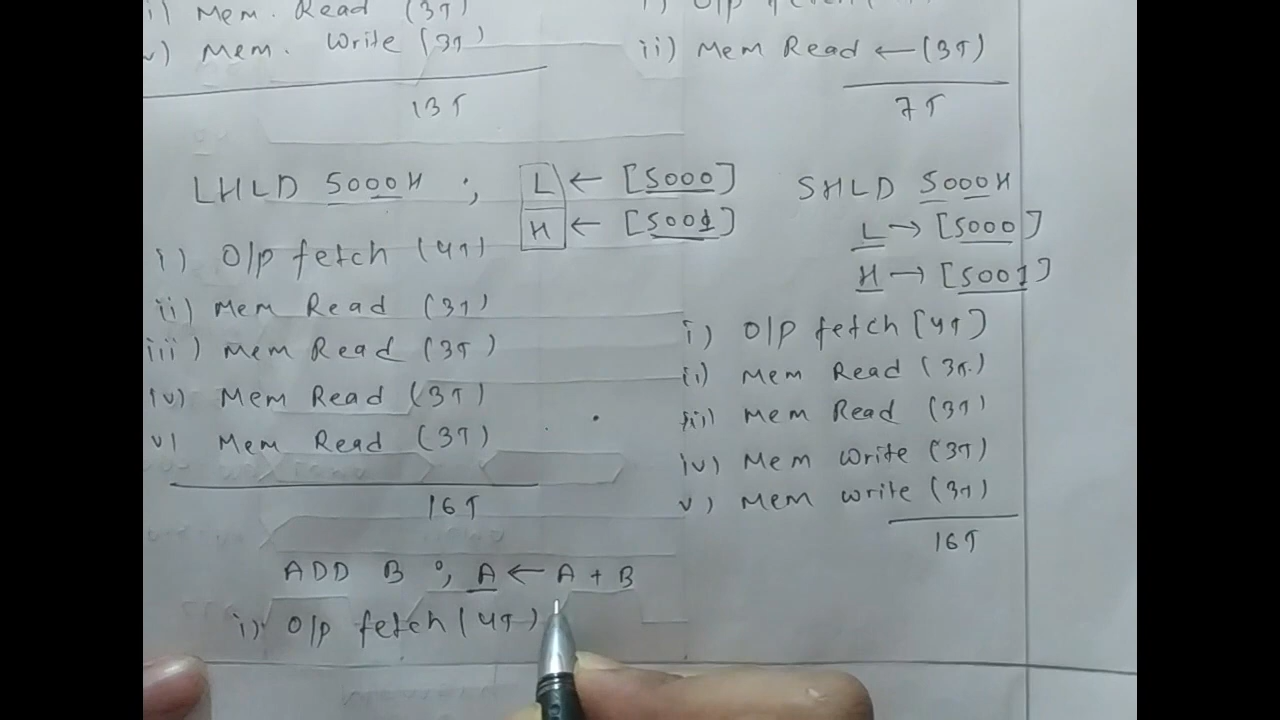 i) Mem. Read (3T)
v) Mem. Write (3T)
13T
ii) Mem Read ← (3T)
7T
LHLD 5000H ; L ← [5000]
H ← [5001]
i) O/p fetch (4T)
ii) Mem Read (3T)
iii) Mem Read (3T)
iv) Mem Read (3T)
v) Mem Read (3T)
16T
SHLD 5000H
L → [5000]
H → [5001]
i) O/p fetch [4T]
ii) Mem Read (3T.)
iii) Mem Read (3T)
iv) Mem Write (3T)
v) Mem write (3T)
16T
ADD B ; A ← A + B
i) O/p fetch (4T)